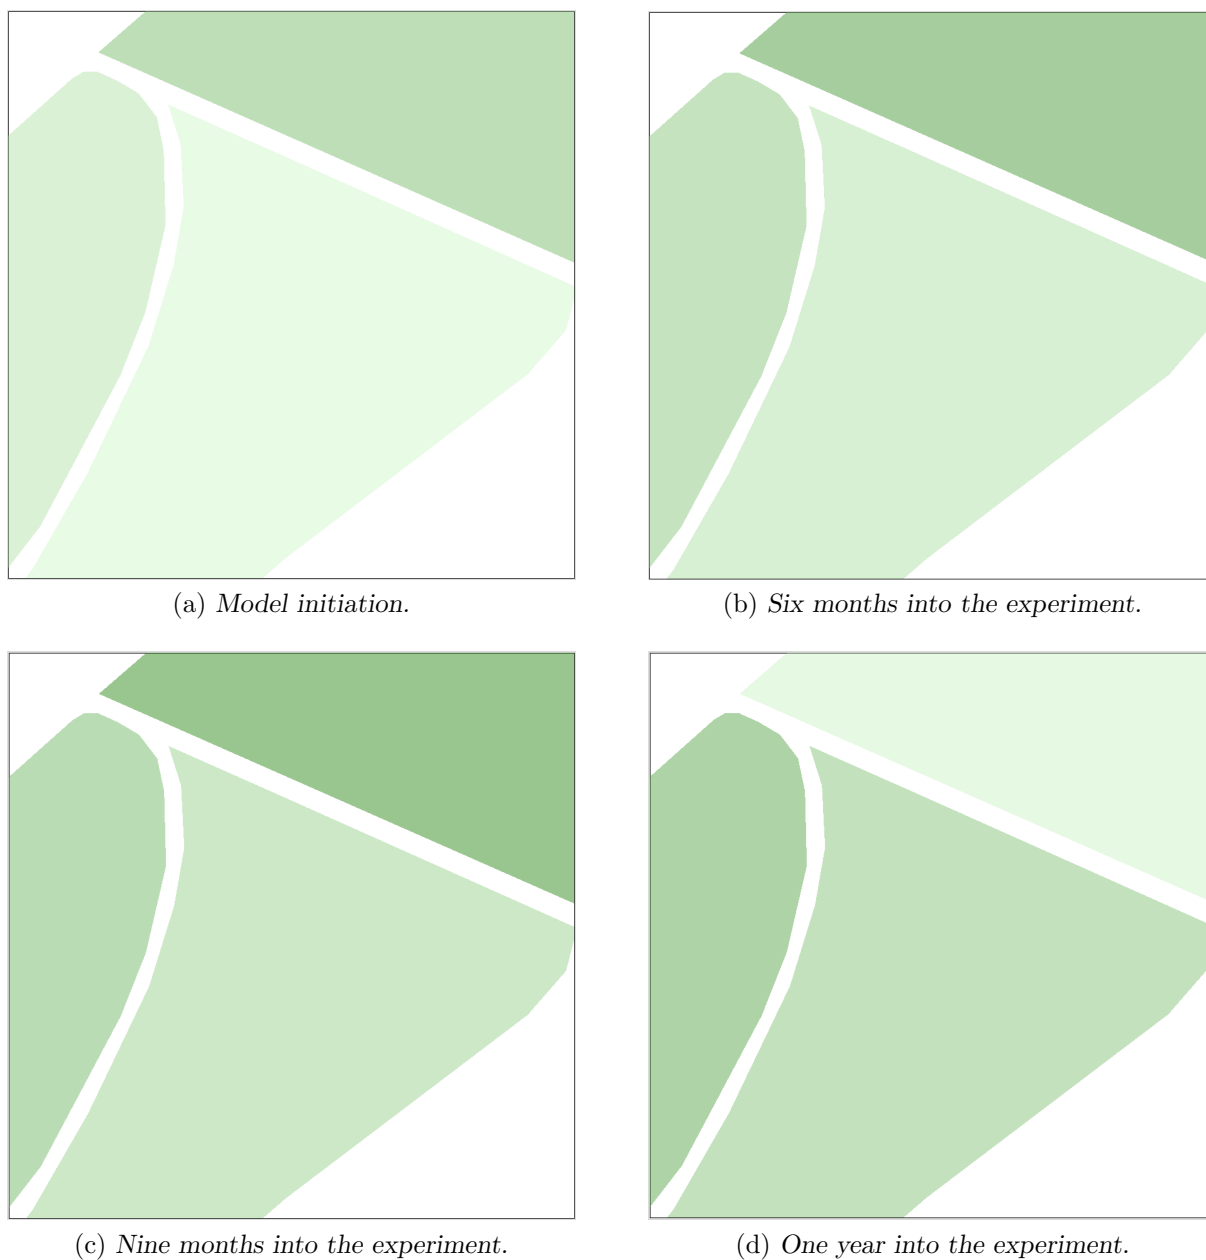 (a) Model initiation.
(b) Six months into the experiment.
(c) Nine months into the experiment.
(d) One year into the experiment.